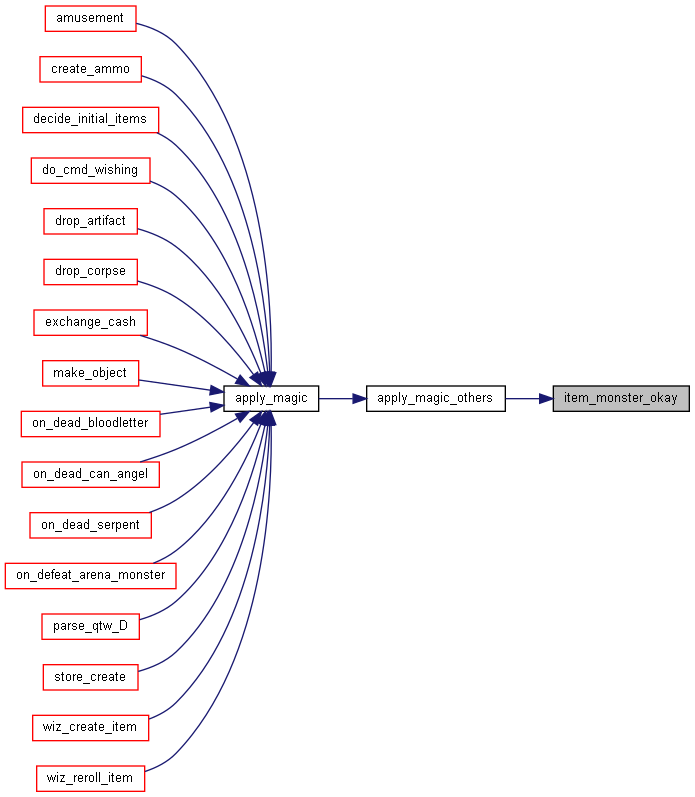 amusement
create_ammo
decide_initial_items
do_cmd_wishing
drop_artifact
drop_corpse
exchange_cash
make_object
on_dead_bloodletter
on_dead_can_angel
on_dead_serpent
on_defeat_arena_monster
parse_qtw_D
store_create
wiz_create_item
wiz_reroll_item
apply_magic
apply_magic_others
item_monster_okay